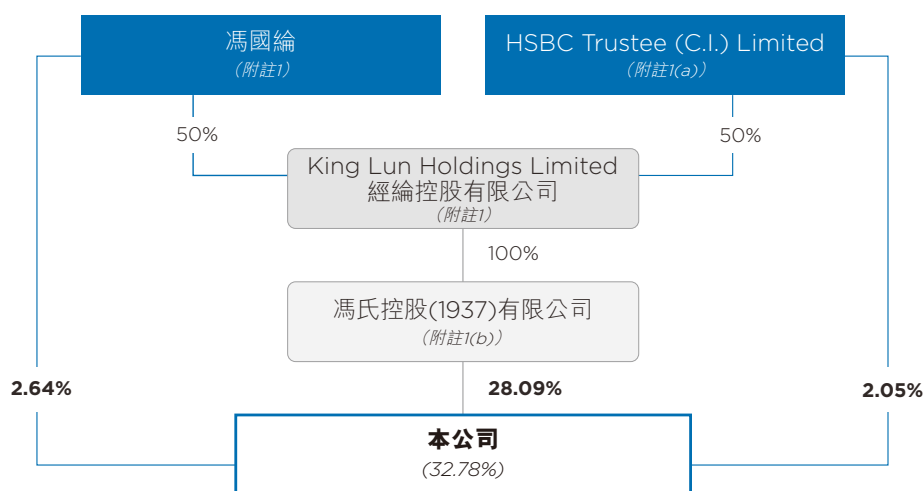 馮國綸
（附註1）
HSBC Trustee (C.I.) Limited
（附註1(a)）
50%
50%
King Lun Holdings Limited
經綸控股有限公司
（附註1）
100%
馮氏控股(1937)有限公司
（附註1(b)）
2.64%
28.09%
2.05%
本公司
(32.78%)